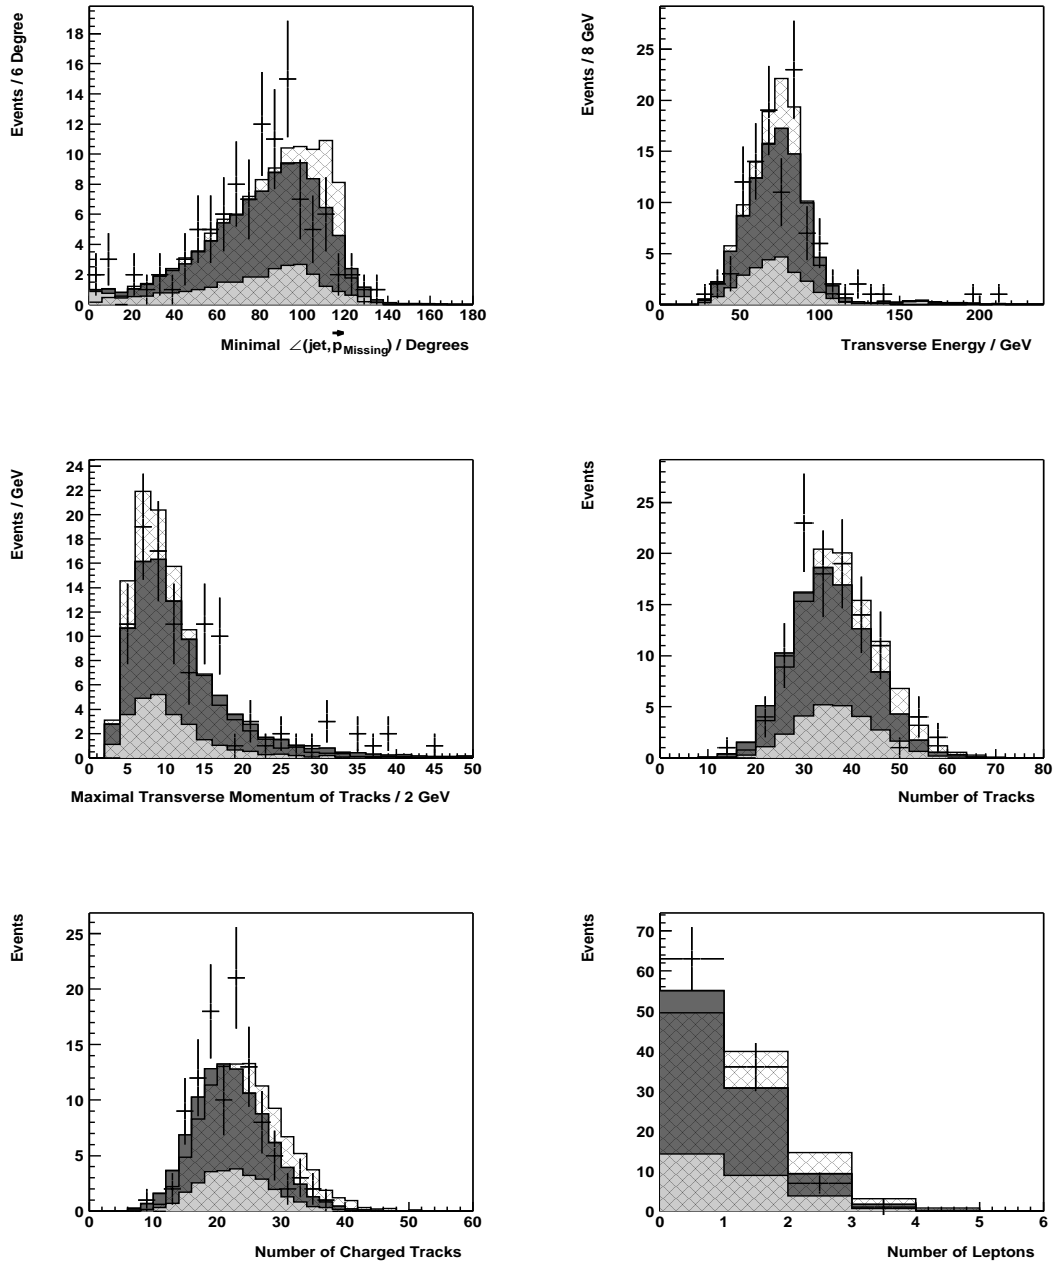 Events / 6 Degree
18
16
14
12
10
8
6
4
2
0
0 20 40 60 80 100 120 140 160 180
Minimal ∠(jet,p⃗Missing) / Degrees
Events / 8 GeV
25
20
15
10
5
0
50 100 150 200
Transverse Energy / GeV
Events / GeV
24
22
20
18
16
14
12
10
8
6
4
2
0
0 5 10 15 20 25 30 35 40 45 50
Maximal Transverse Momentum of Tracks / 2 GeV
Events
25
20
15
10
5
0
0 10 20 30 40 50 60 70 80
Number of Tracks
Events
25
20
15
10
5
0
0 10 20 30 40 50 60
Number of Charged Tracks
Events
70
60
50
40
30
20
10
0
0 1 2 3 4 5 6
Number of Leptons